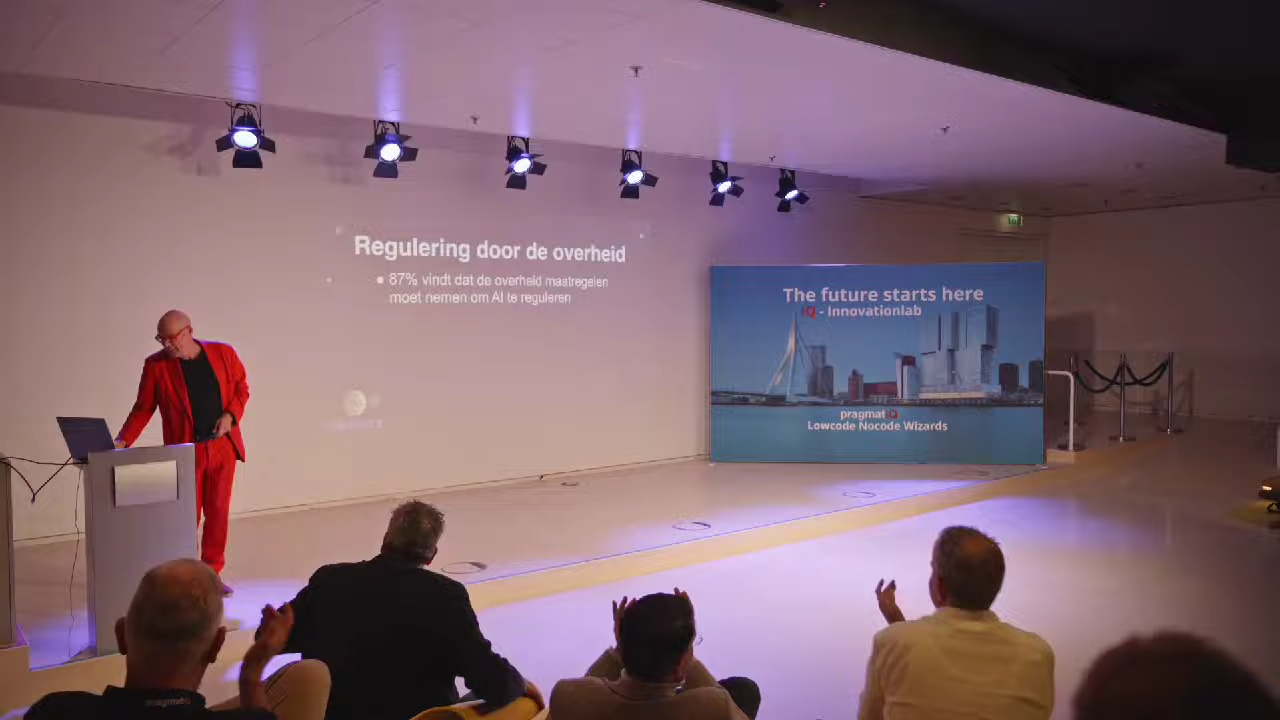 Regulering door de overheid
• 87% vindt dat de overheid maatregelen
moet nemen om AI te reguleren
The future starts here
IQ - Innovationlab
pragmatIQ
Lowcode Nocode Wizards